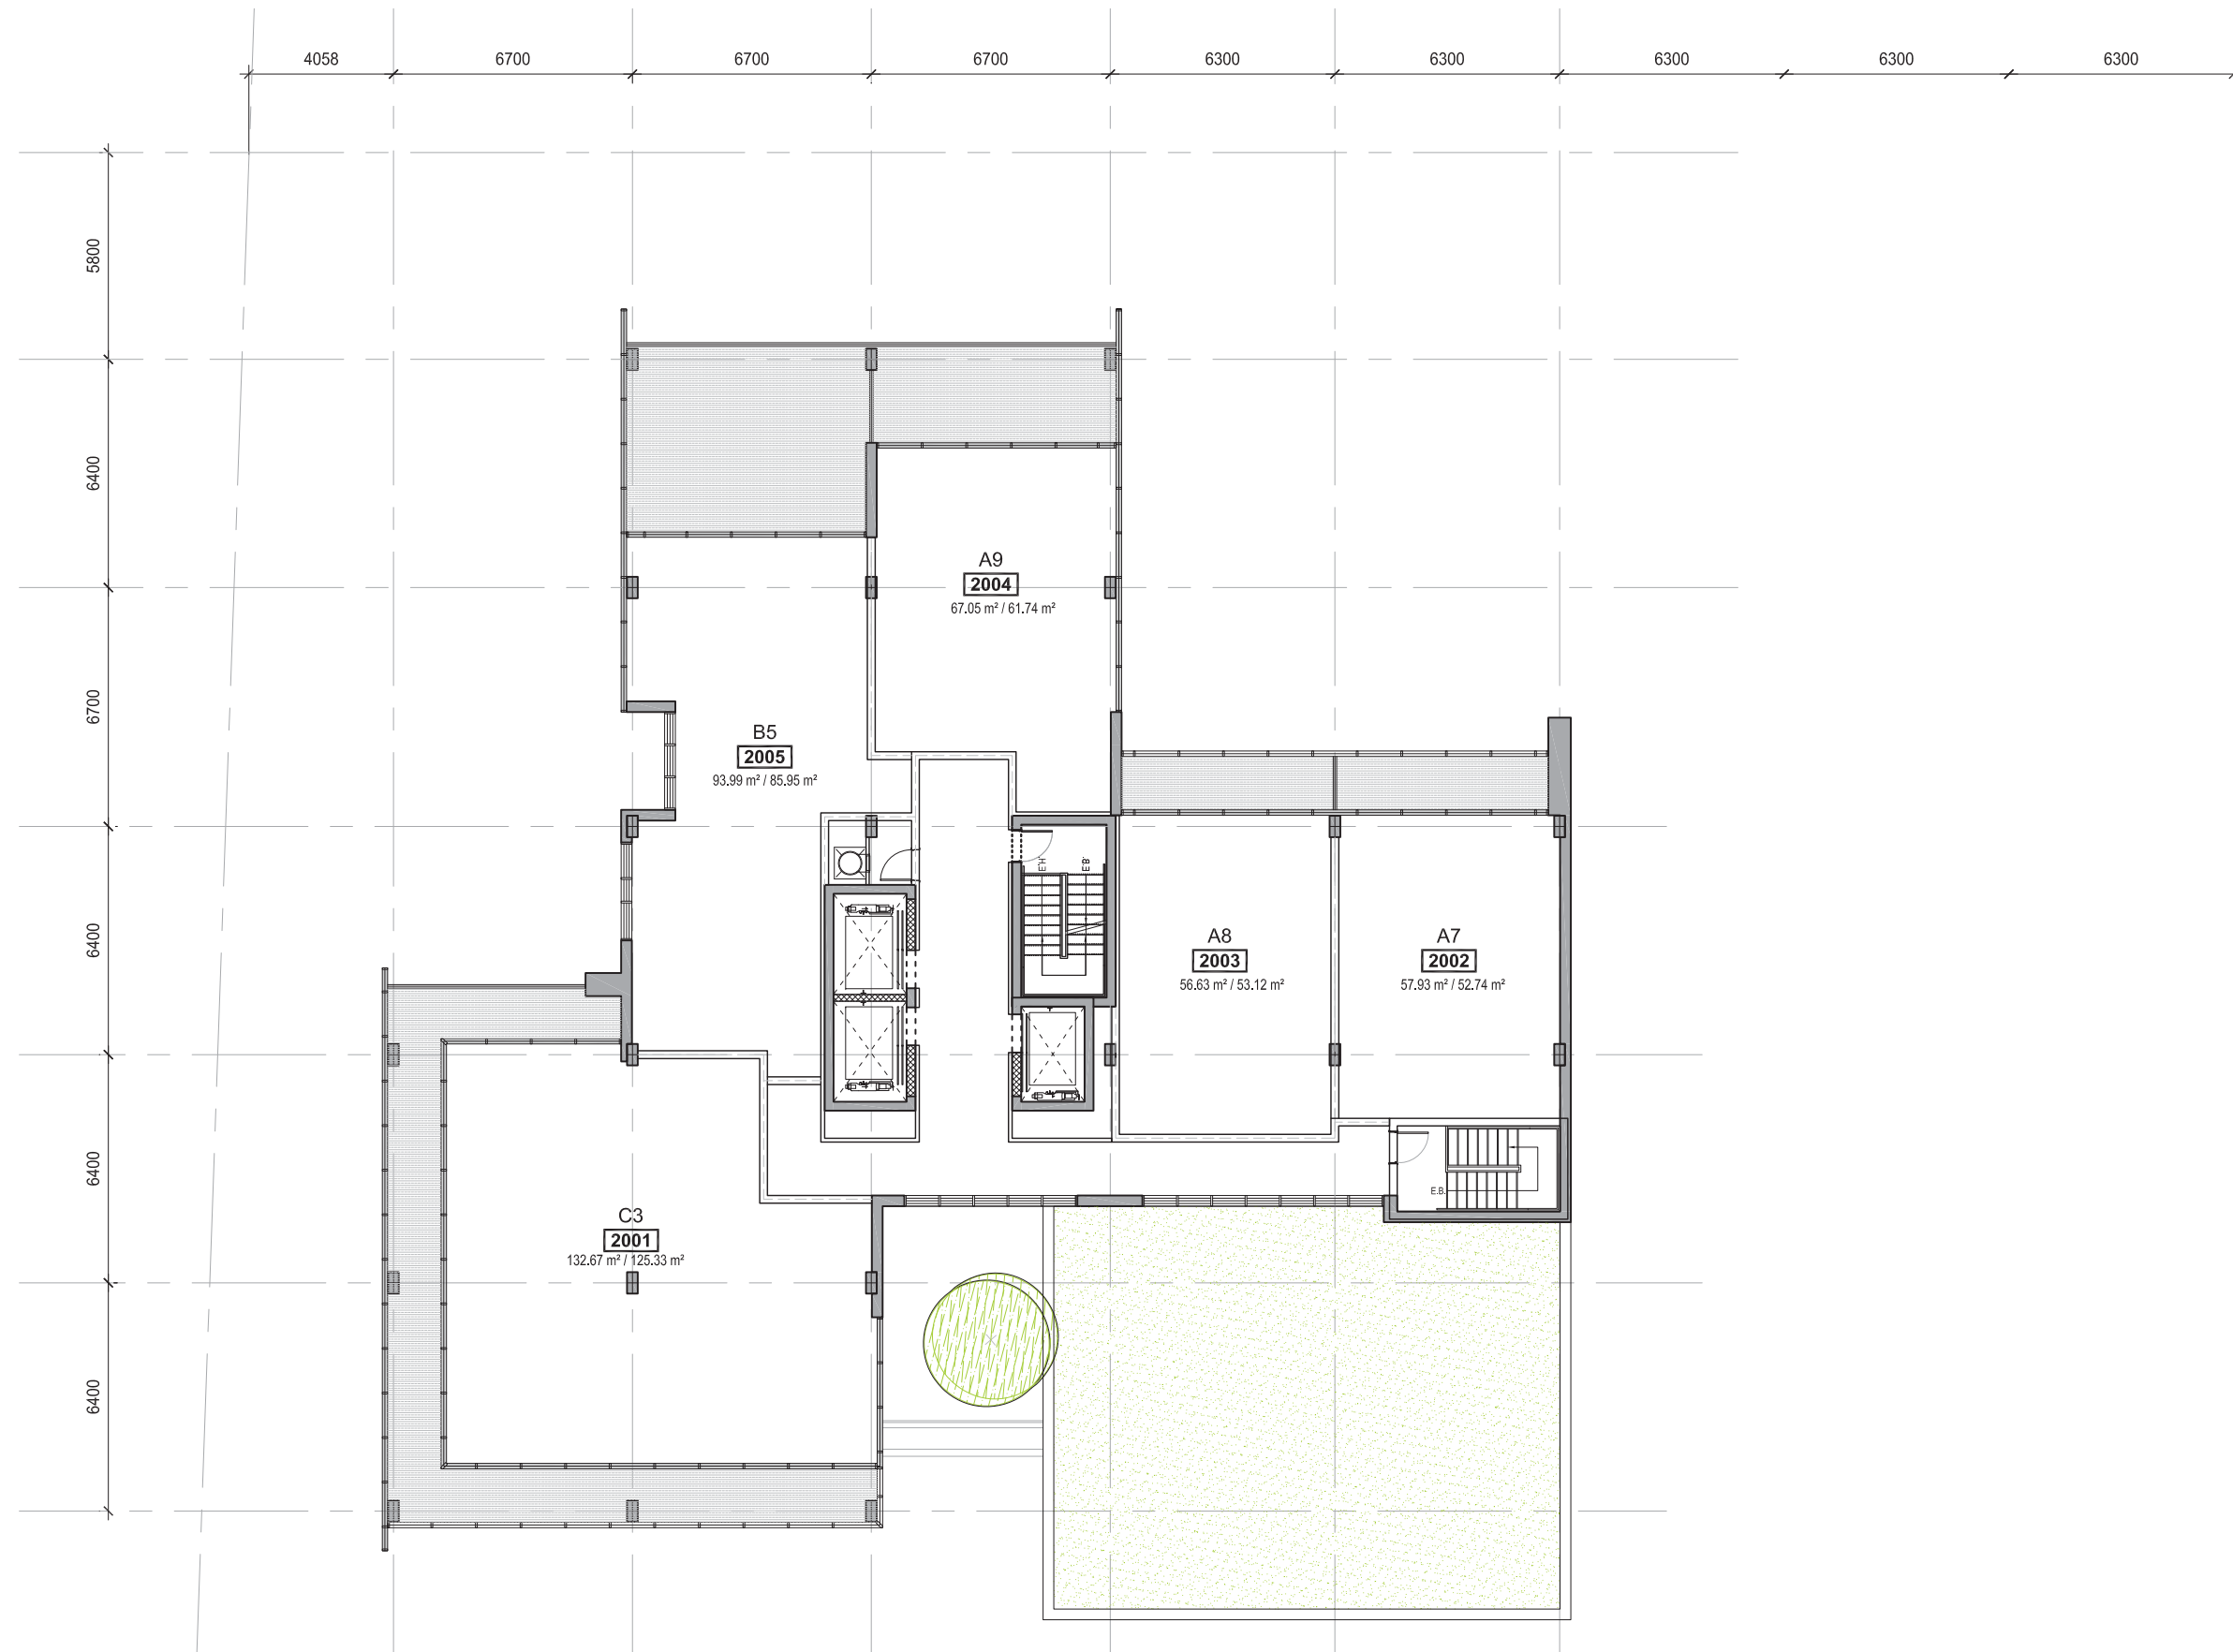 4058
6700
6700
6700
6300
6300
6300
6300
6300
5800
6400
6700
6400
6400
6400
A9
2004
67.05 m² / 61.74 m²
B5
2005
93.99 m² / 85.95 m²
E.H.
E.B.
A8
2003
56.63 m² / 53.12 m²
A7
2002
57.93 m² / 52.74 m²
E.B.
C3
2001
132.67 m² / 125.33 m²